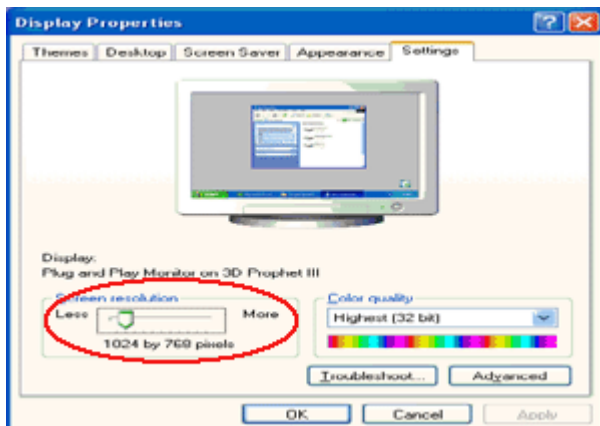 Display Properties
Themes Desktop Screen Saver Appearance Settings
Display:
Plug and Play Monitor on 3D Prophet III
Screen resolution
Less More
1024 by 768 pixels
Color quality
Highest (32 bit)
Troubleshoot... Advanced
OK Cancel Apply